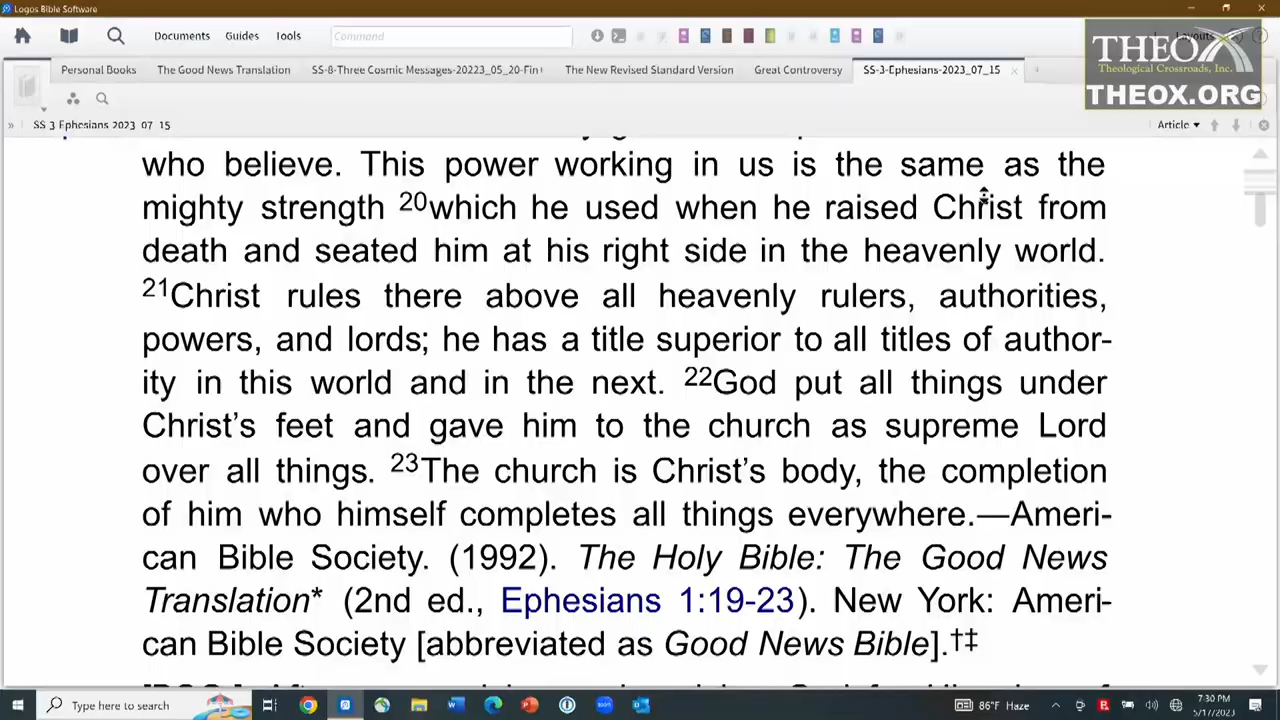 Logos Bible Software
Documents Guides Tools Command
THEOX
Theological Crossroads, Inc.
THEOX.ORG
Personal Books The Good News Translation SS-8-Three Cosmic Messages-2023_05_20-Fin The New Revised Standard Version Great Controversy SS-3-Ephesians-2023_07_15
» SS 3 Ephesians 2023 07 15 Article
who believe. This power working in us is the same as the
mighty strength 20which he used when he raised Christ from
death and seated him at his right side in the heavenly world.
21Christ rules there above all heavenly rulers, authorities,
powers, and lords; he has a title superior to all titles of author-
ity in this world and in the next. 22God put all things under
Christ’s feet and gave him to the church as supreme Lord
over all things. 23The church is Christ’s body, the completion
of him who himself completes all things everywhere.—Ameri-
can Bible Society. (1992). The Holy Bible: The Good News
Translation* (2nd ed., Ephesians 1:19-23). New York: Ameri-
can Bible Society [abbreviated as Good News Bible].†‡
Type here to search 86°F Haze 7:30 PM
5/17/2023